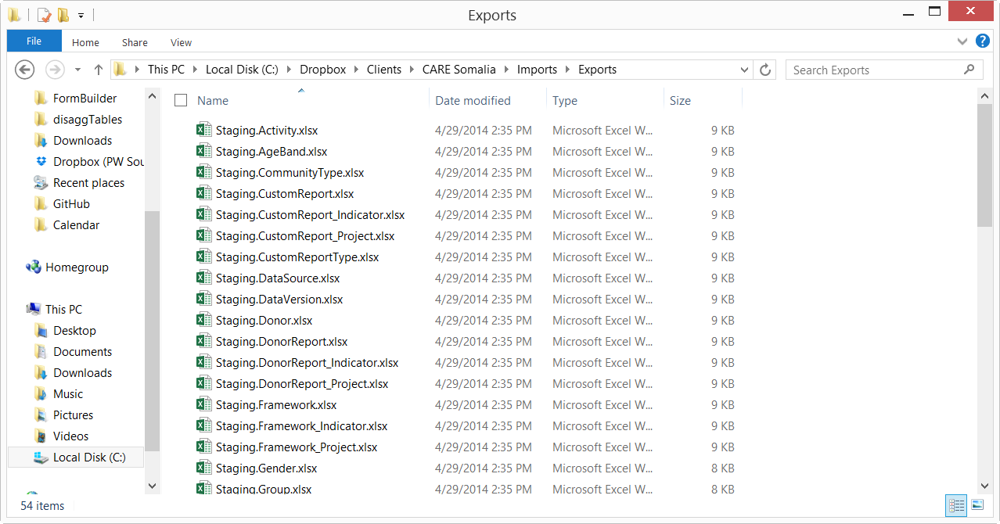 Exports
File Home Share View
This PC Local Disk (C:) Dropbox Clients CARE Somalia Imports Exports Search Exports
FormBuilder
disaggTables
Downloads
Dropbox (PW Sou
Recent places
GitHub
Calendar
Homegroup
This PC
Desktop
Documents
Downloads
Music
Pictures
Videos
Local Disk (C:)
Name Date modified Type Size
Staging.Activity.xlsx 4/29/2014 2:35 PM Microsoft Excel W... 9 KB
Staging.AgeBand.xlsx 4/29/2014 2:35 PM Microsoft Excel W... 9 KB
Staging.CommunityType.xlsx 4/29/2014 2:35 PM Microsoft Excel W... 9 KB
Staging.CustomReport.xlsx 4/29/2014 2:35 PM Microsoft Excel W... 9 KB
Staging.CustomReport_Indicator.xlsx 4/29/2014 2:35 PM Microsoft Excel W... 9 KB
Staging.CustomReport_Project.xlsx 4/29/2014 2:35 PM Microsoft Excel W... 9 KB
Staging.CustomReportType.xlsx 4/29/2014 2:35 PM Microsoft Excel W... 9 KB
Staging.DataSource.xlsx 4/29/2014 2:35 PM Microsoft Excel W... 9 KB
Staging.DataVersion.xlsx 4/29/2014 2:35 PM Microsoft Excel W... 9 KB
Staging.Donor.xlsx 4/29/2014 2:35 PM Microsoft Excel W... 9 KB
Staging.DonorReport.xlsx 4/29/2014 2:35 PM Microsoft Excel W... 9 KB
Staging.DonorReport_Indicator.xlsx 4/29/2014 2:35 PM Microsoft Excel W... 9 KB
Staging.DonorReport_Project.xlsx 4/29/2014 2:35 PM Microsoft Excel W... 9 KB
Staging.Framework.xlsx 4/29/2014 2:35 PM Microsoft Excel W... 9 KB
Staging.Framework_Indicator.xlsx 4/29/2014 2:35 PM Microsoft Excel W... 9 KB
Staging.Framework_Project.xlsx 4/29/2014 2:35 PM Microsoft Excel W... 9 KB
Staging.Gender.xlsx 4/29/2014 2:35 PM Microsoft Excel W... 8 KB
Staging.Group.xlsx 4/29/2014 2:35 PM Microsoft Excel W... 8 KB
54 items